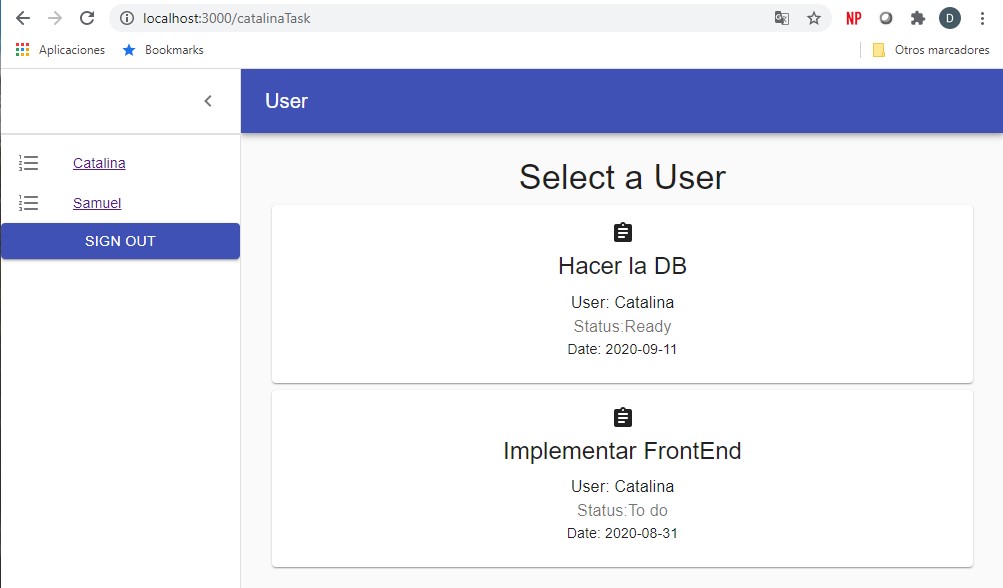 localhost:3000/catalinaTask
NP
D
Aplicaciones
Bookmarks
Otros marcadores
User
Catalina
Samuel
SIGN OUT
Select a User
Hacer la DB
User: Catalina
Status:Ready
Date: 2020-09-11
Implementar FrontEnd
User: Catalina
Status:To do
Date: 2020-08-31